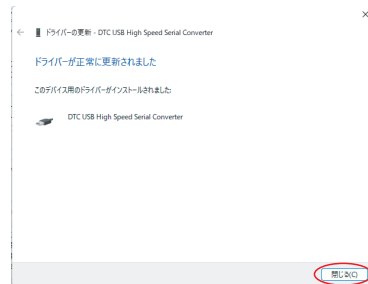 ドライバーの更新 - DTC USB High Speed Serial Converter
ドライバーが正常に更新されました
このデバイス用のドライバーがインストールされました:
DTC USB High Speed Serial Converter
閉じる(C)